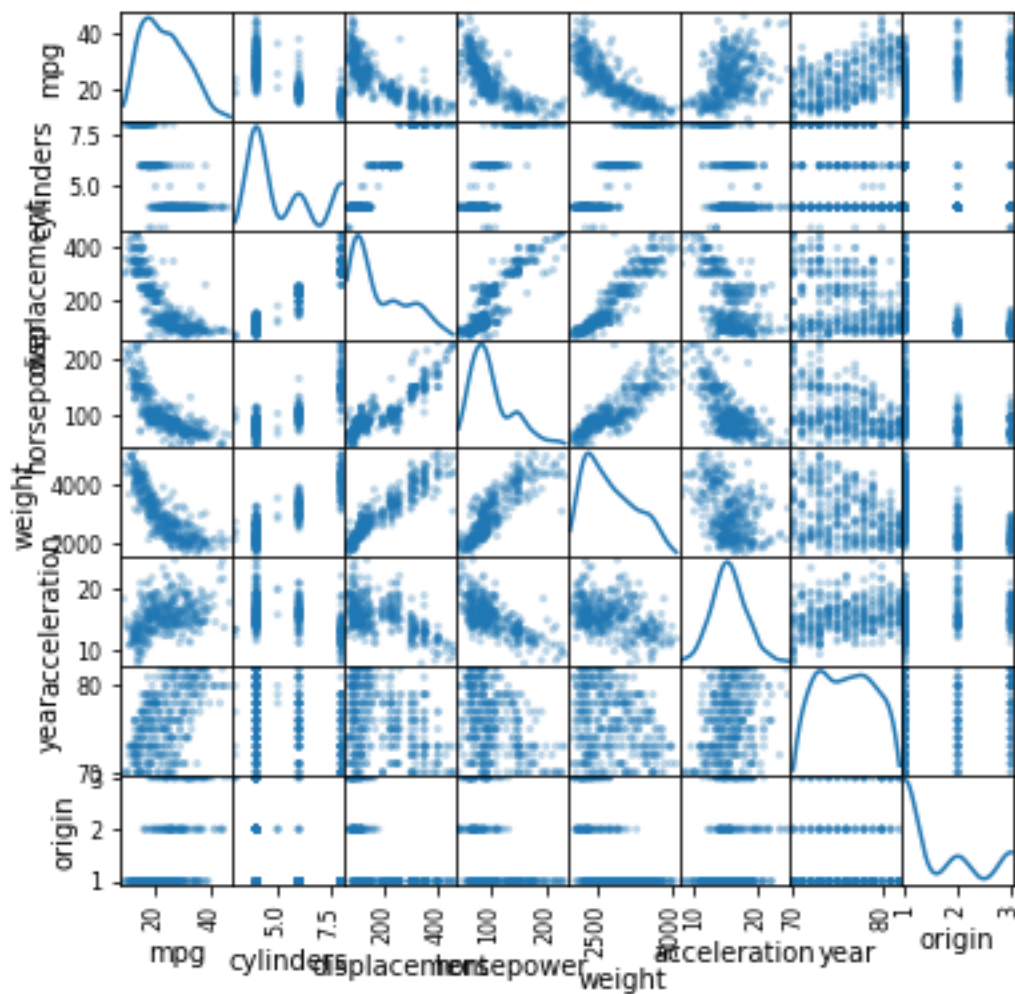 mpg
40
20
cylinders
7.5
5.0
displacement
400
200
horsepower
200
100
weight
4000
2000
acceleration
20
10
year
80
70
origin
3
2
1
20 40 5.0 7.5 200 400 100 200 2500 5000 10 20 70 80 1 2 3
mpg cylinders displacement horsepower weight acceleration year origin